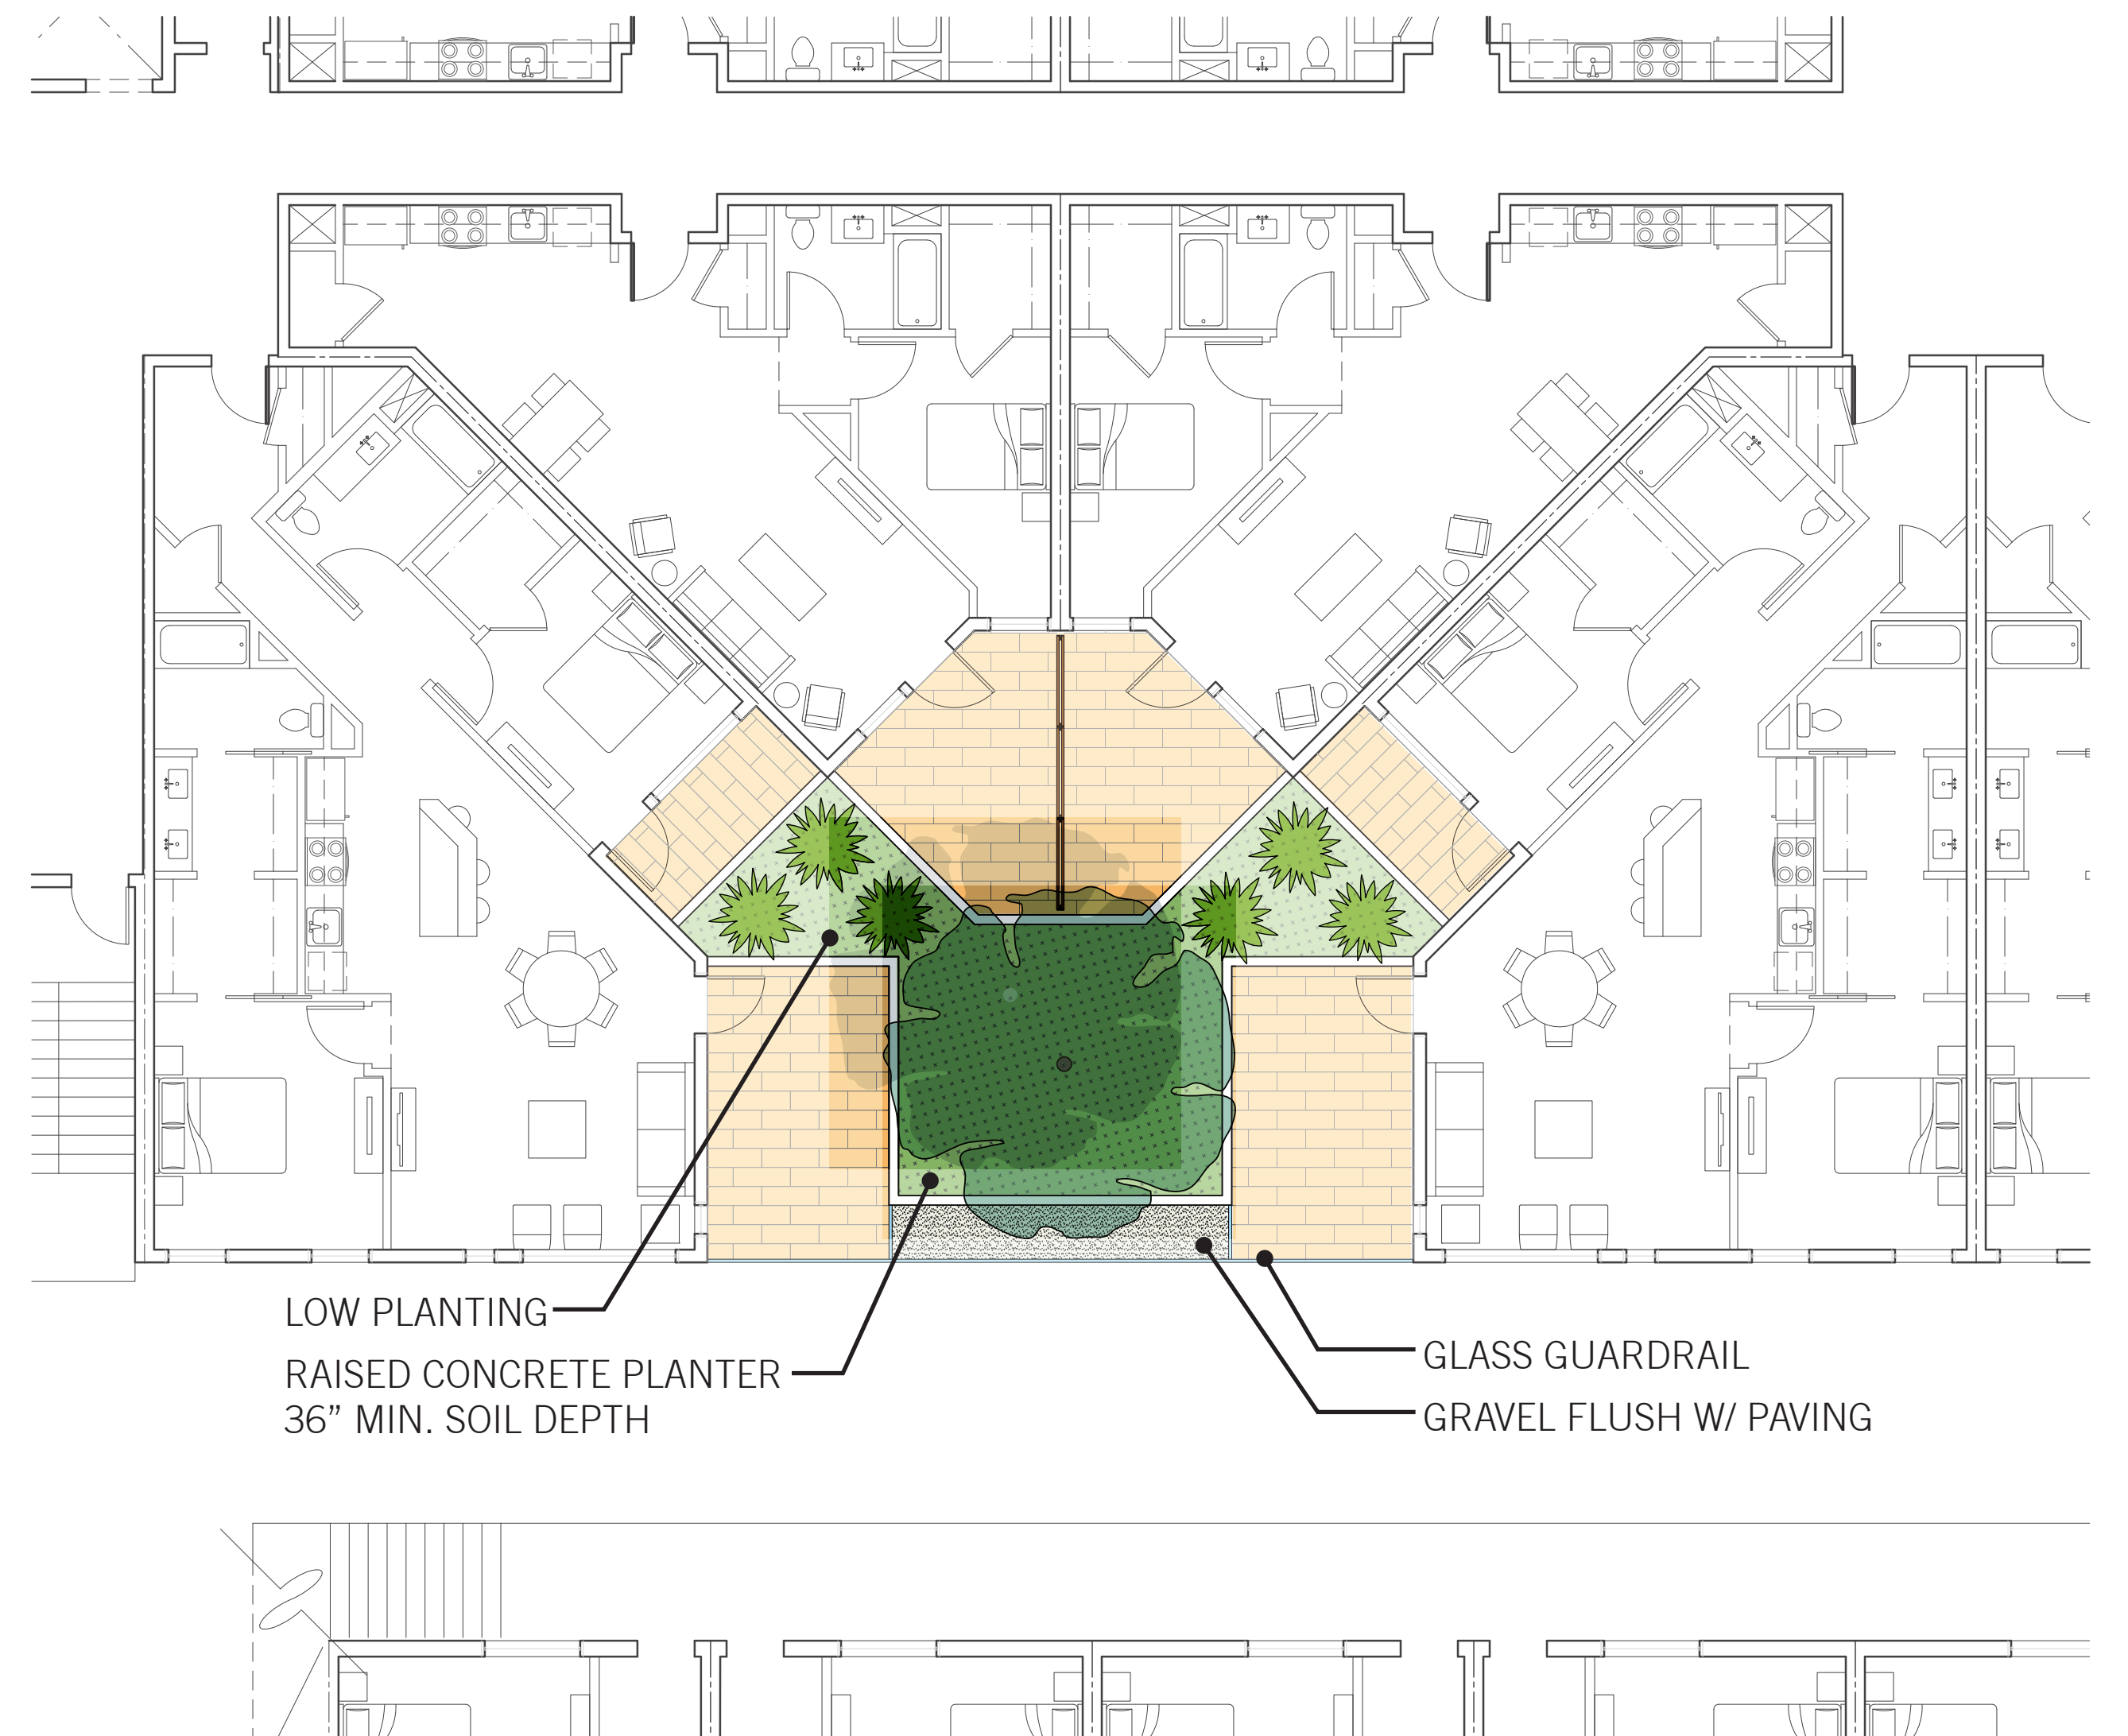 LOW PLANTING
RAISED CONCRETE PLANTER
36” MIN. SOIL DEPTH
GLASS GUARDRAIL
GRAVEL FLUSH W/ PAVING